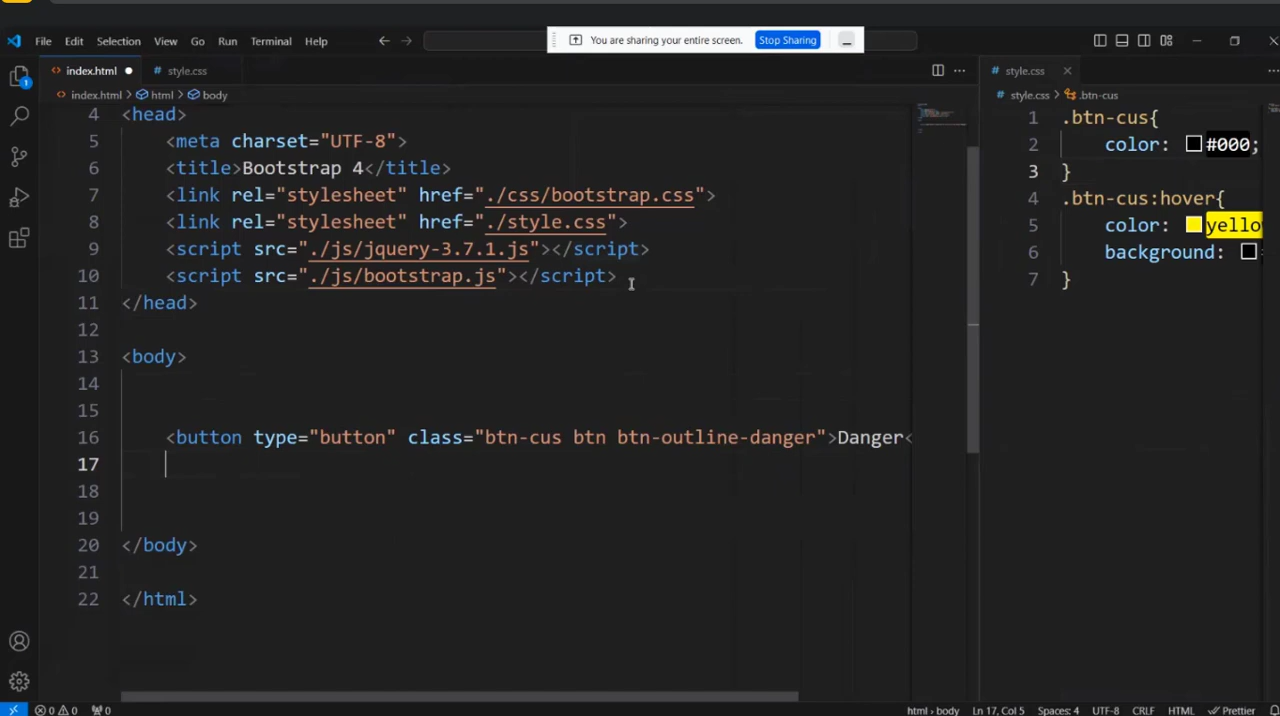 You are sharing your entire screen. Stop Sharing
File Edit Selection View Go Run Terminal Help
index.html style.css
index.html html body
4 <head>
5 <meta charset="UTF-8">
6 <title>Bootstrap 4</title>
7 <link rel="stylesheet" href="./css/bootstrap.css">
8 <link rel="stylesheet" href="./style.css">
9 <script src="./js/jquery-3.7.1.js"></script>
10 <script src="./js/bootstrap.js"></script>
11 </head>
12
13 <body>
14
15
16 <button type="button" class="btn-cus btn btn-outline-danger">Danger<
17
18
19
20 </body>
21
22 </html>
style.css
style.css .btn-cus
1 .btn-cus{
2 color: #000;
3 }
4 .btn-cus:hover{
5 color: yello
6 background:
7 }
1
0 0 0 html > body Ln 17, Col 5 Spaces: 4 UTF-8 CRLF HTML Prettier